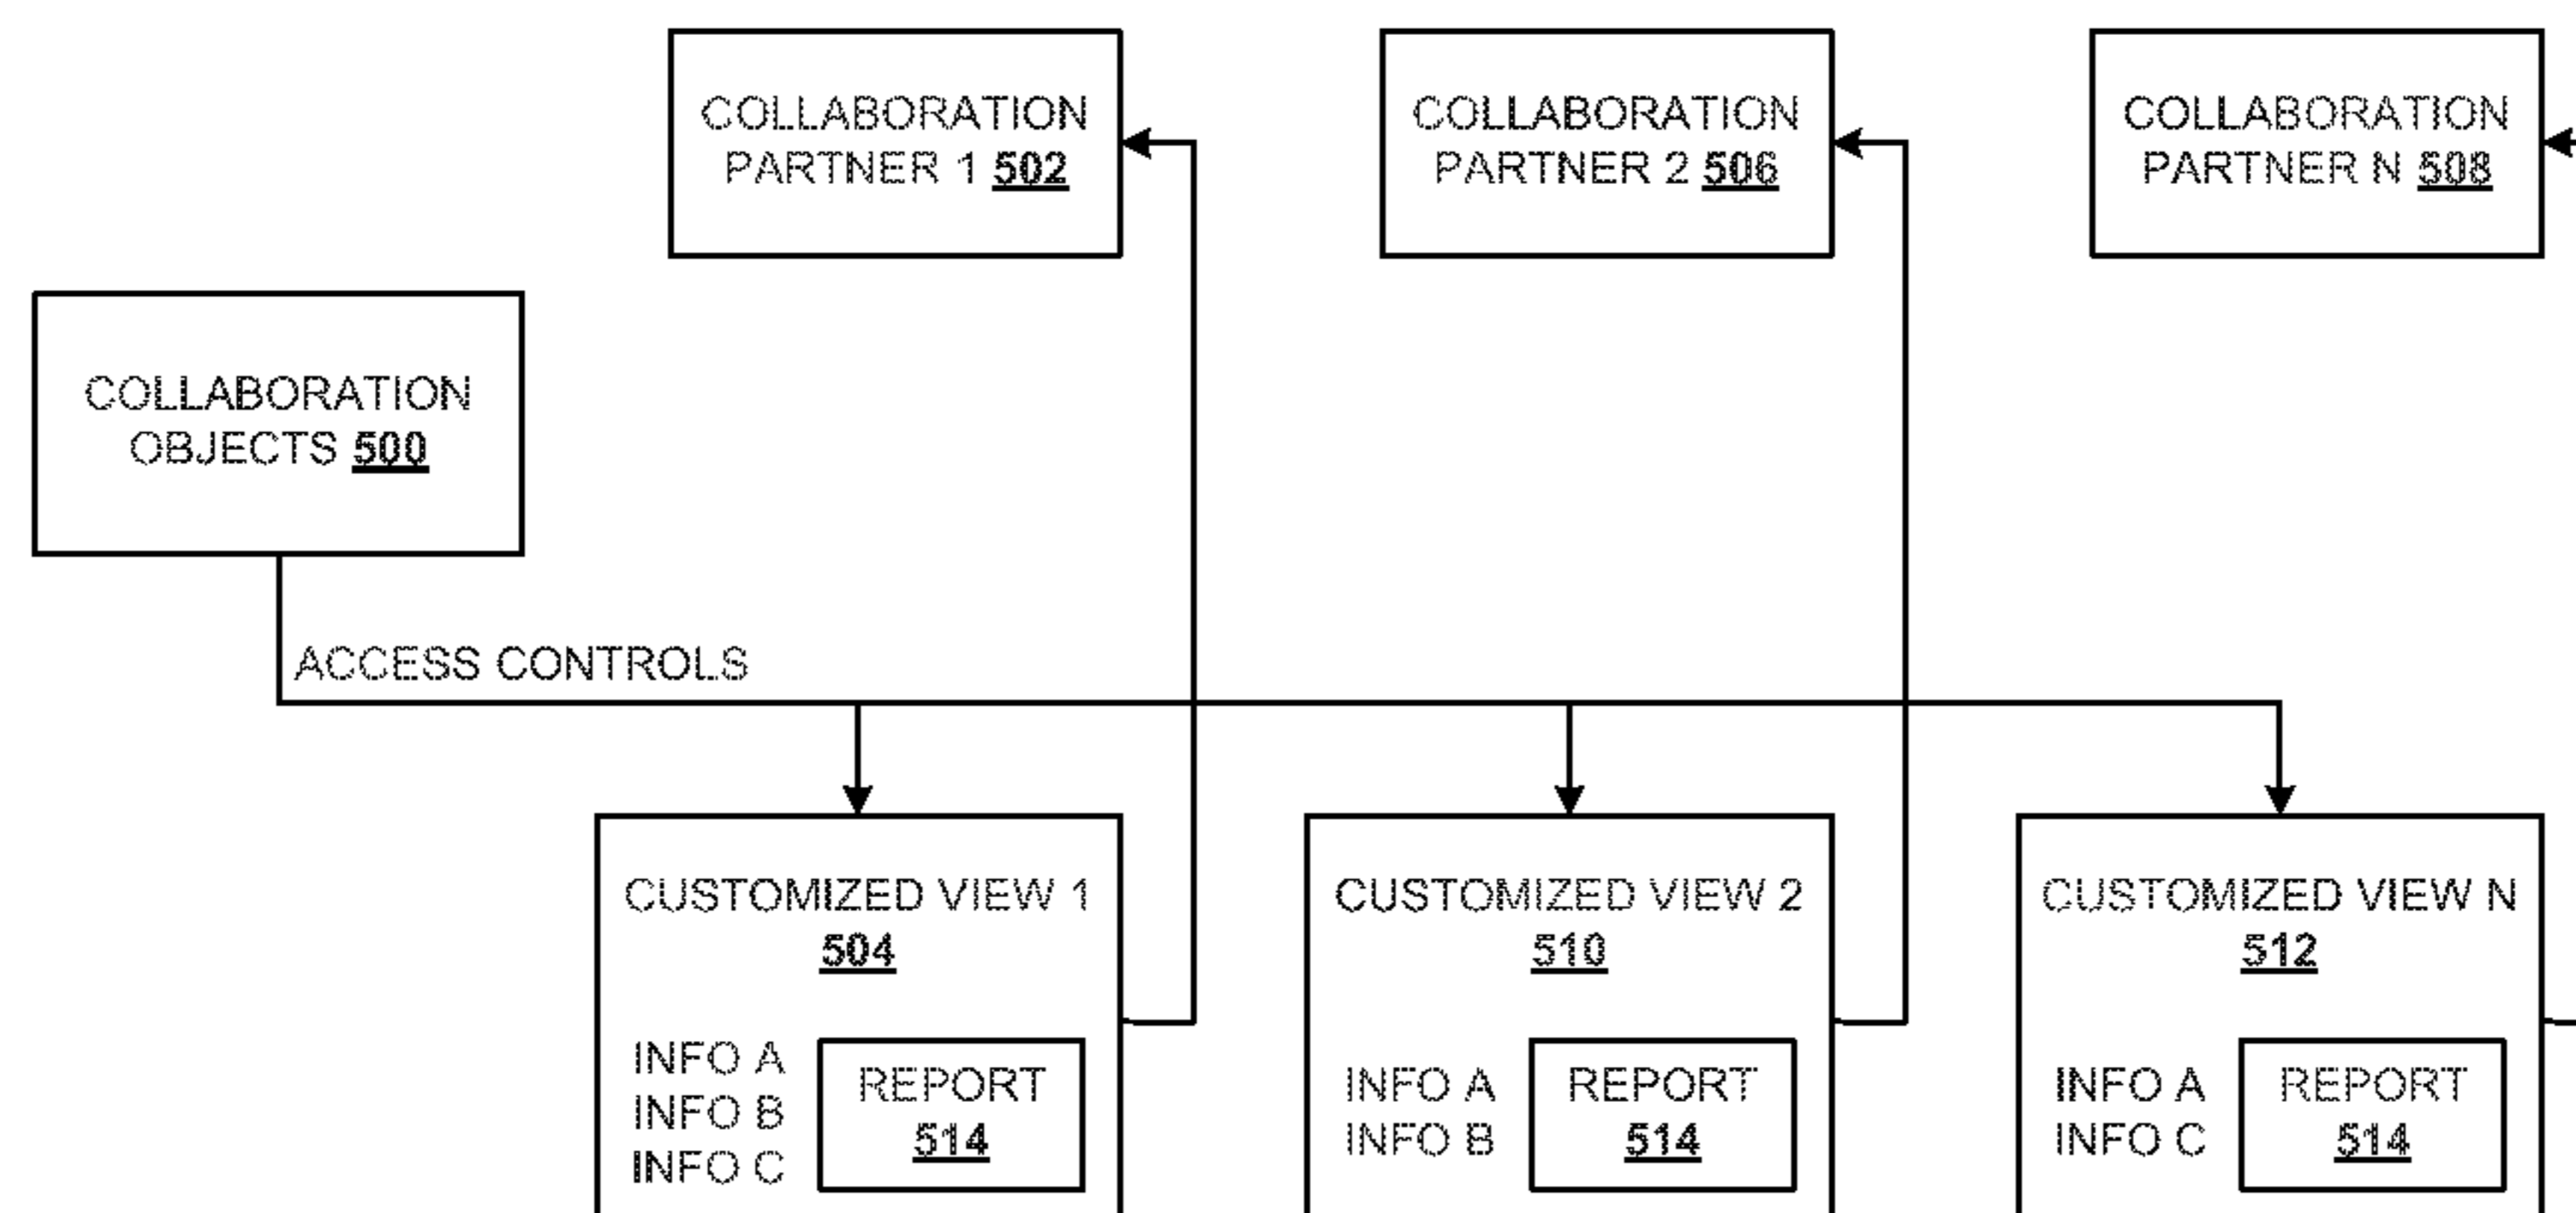 COLLABORATION
PARTNER 1 502
COLLABORATION
PARTNER 2 506
COLLABORATION
PARTNER N 508
COLLABORATION
OBJECTS 500
ACCESS CONTROLS
CUSTOMIZED VIEW 1
504
INFO A
INFO B
INFO C
REPORT
514
CUSTOMIZED VIEW 2
510
INFO A
INFO B
REPORT
514
CUSTOMIZED VIEW N
512
INFO A
INFO C
REPORT
514